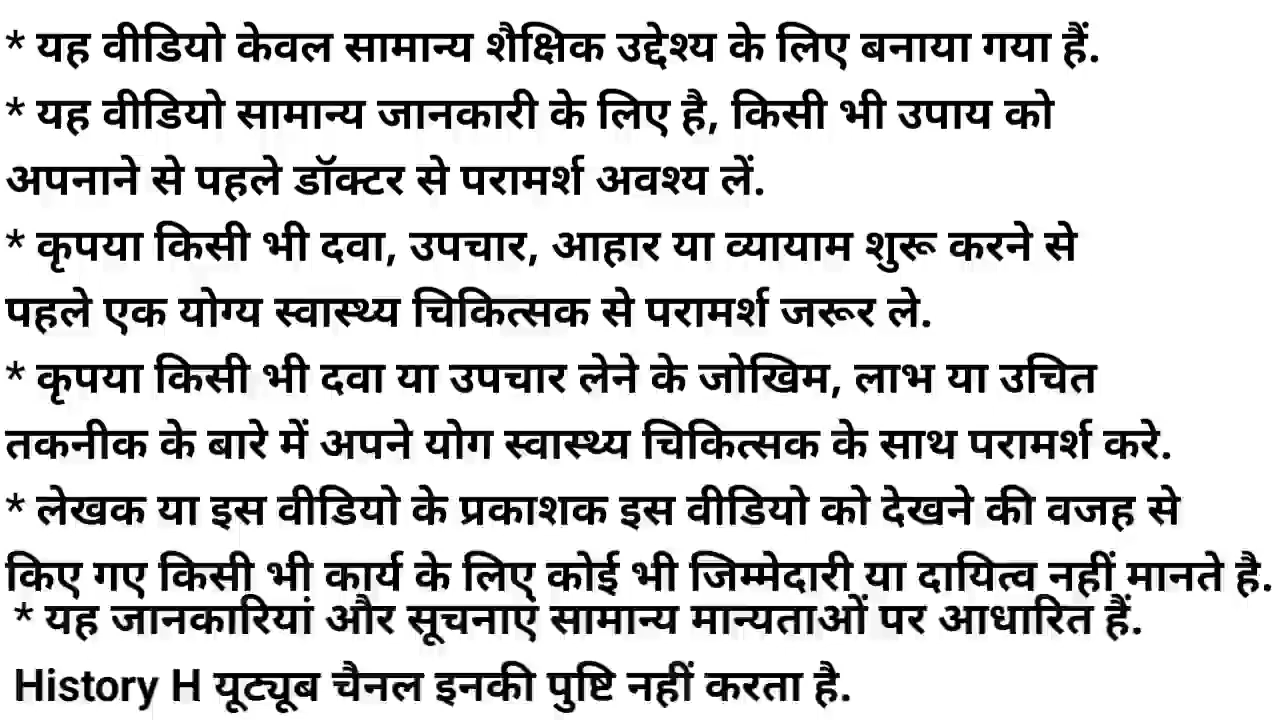 * यह वीडियो केवल सामान्य शैक्षिक उद्देश्य के लिए बनाया गया हैं.
* यह वीडियो सामान्य जानकारी के लिए है, किसी भी उपाय को
अपनाने से पहले डॉक्टर से परामर्श अवश्य लें.
* कृपया किसी भी दवा, उपचार, आहार या व्यायाम शुरू करने से
पहले एक योग्य स्वास्थ्य चिकित्सक से परामर्श जरूर ले.
* कृपया किसी भी दवा या उपचार लेने के जोखिम, लाभ या उचित
तकनीक के बारे में अपने योग स्वास्थ्य चिकित्सक के साथ परामर्श करे.
* लेखक या इस वीडियो के प्रकाशक इस वीडियो को देखने की वजह से
किए गए किसी भी कार्य के लिए कोई भी जिम्मेदारी या दायित्व नहीं मानते है.
* यह जानकारियां और सूचनाएं सामान्य मान्यताओं पर आधारित हैं.
History H यूट्यूब चैनल इनकी पुष्टि नहीं करता है.